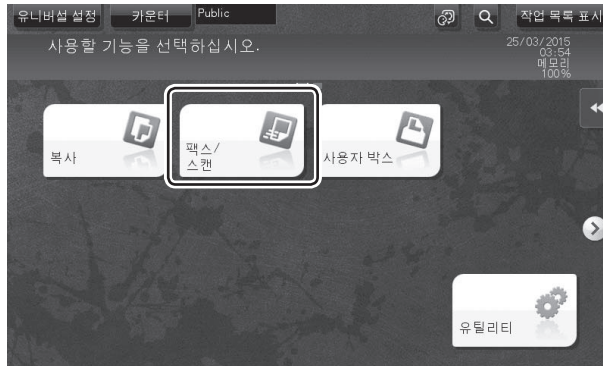 유니버설 설정
카운터
Public
작업 목록 표시
사용할 기능을 선택하십시오.
25/03/2015
03:54
메모리
100%
복사
팩스/
스캔
사용자 박스
유틸리티